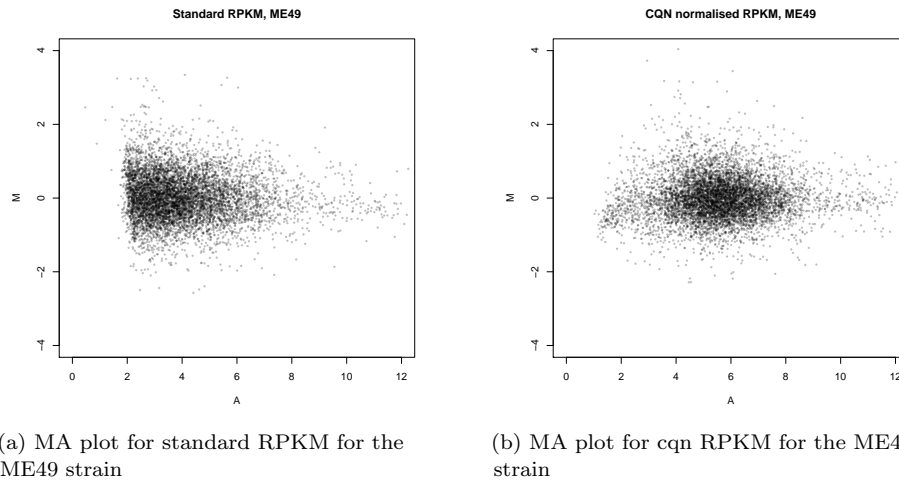 Standard RPKM, ME49
4
2
0
−2
−4
M
0 2 4 6 8 10 12
A
CQN normalised RPKM, ME49
4
2
0
−2
−4
M
0 2 4 6 8 10 12
A
a) MA plot for standard RPKM for the
ME49 strain
(b) MA plot for cqn RPKM for the ME4
strain